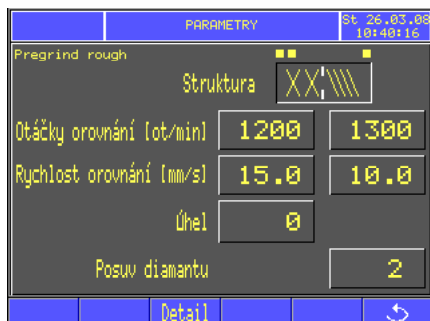 PARAMETRY
St 26.03.08
10:40:16
Pregrind rough
Struktura
Otáčky orovnání [ot/min] 1200 1300
Rychlost orovnání [mm/s] 15.0 10.0
Úhel 0
Posuv diamantu 2
Detail